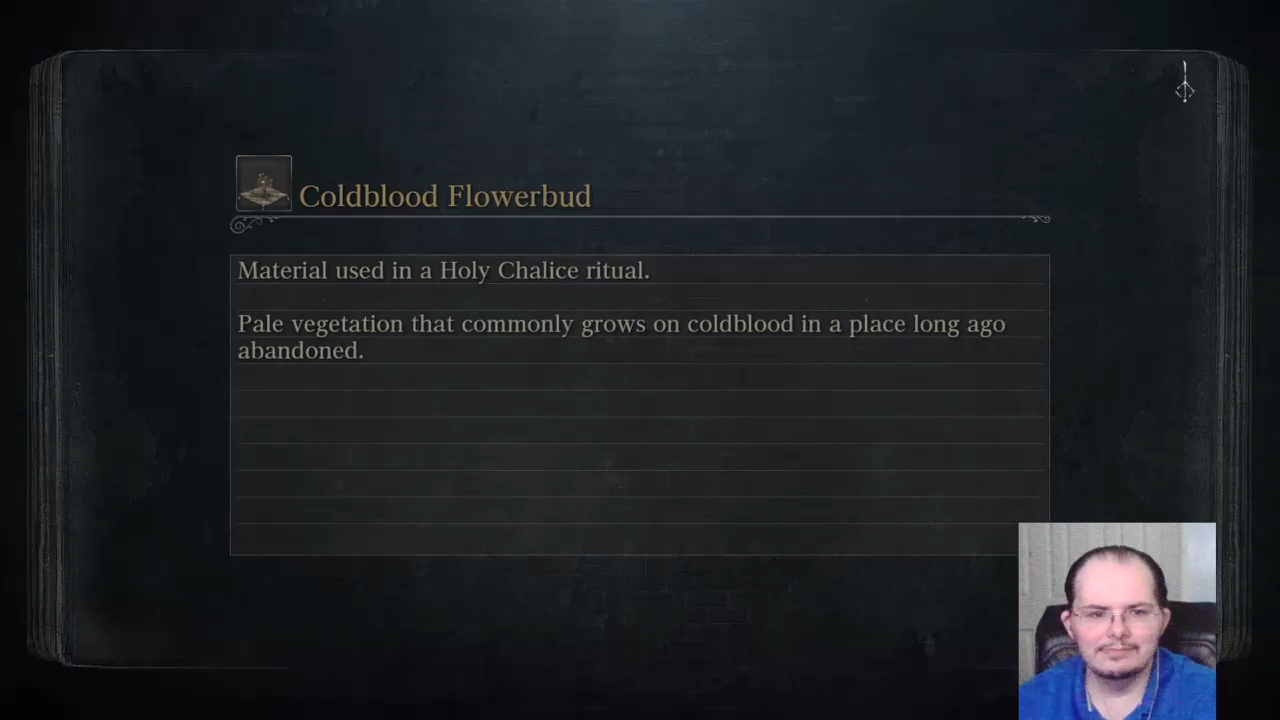 Coldblood Flowerbud
Material used in a Holy Chalice ritual.
Pale vegetation that commonly grows on coldblood in a place long ago
abandoned.